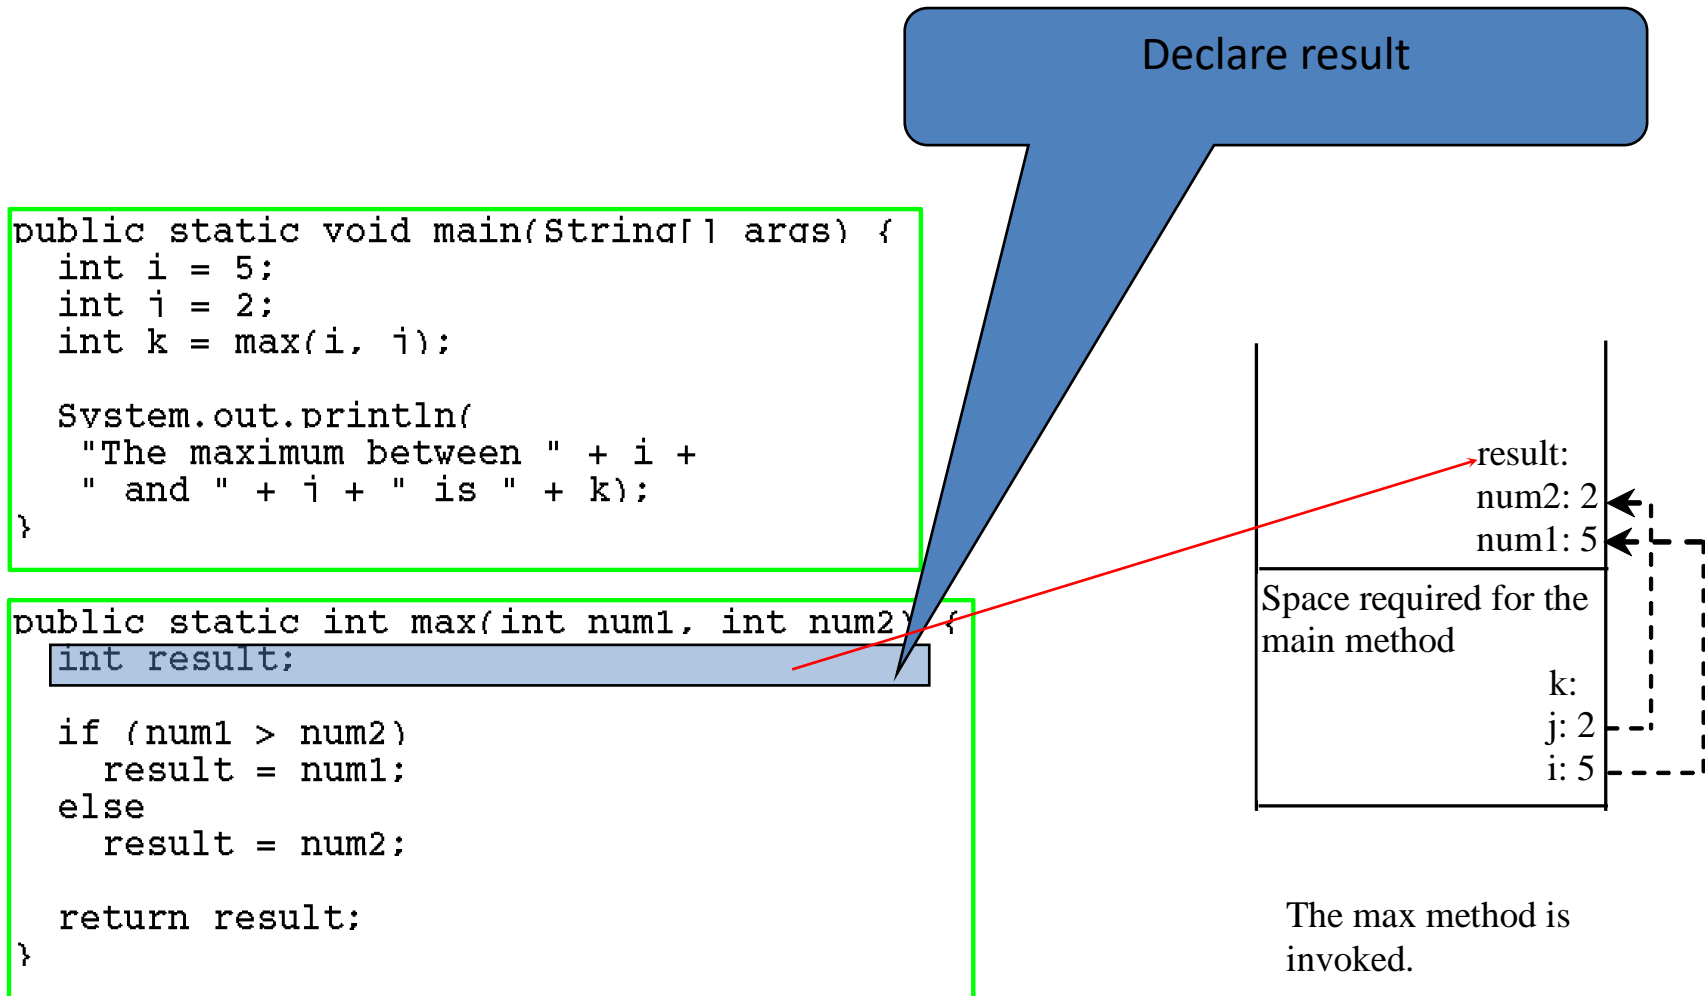 Declare result
public static void main(String[] args) {
  int i = 5;
  int j = 2;
  int k = max(i, j);
  System.out.println(
   "The maximum between " + i +
   " and " + j + " is " + k);
}
public static int max(int num1, int num2) {
  int result;
  if (num1 > num2)
    result = num1;
  else
    result = num2;
  return result;
}
result:
num2: 2
num1: 5
Space required for the
main method
k:
j: 2
i: 5
The max method is
invoked.